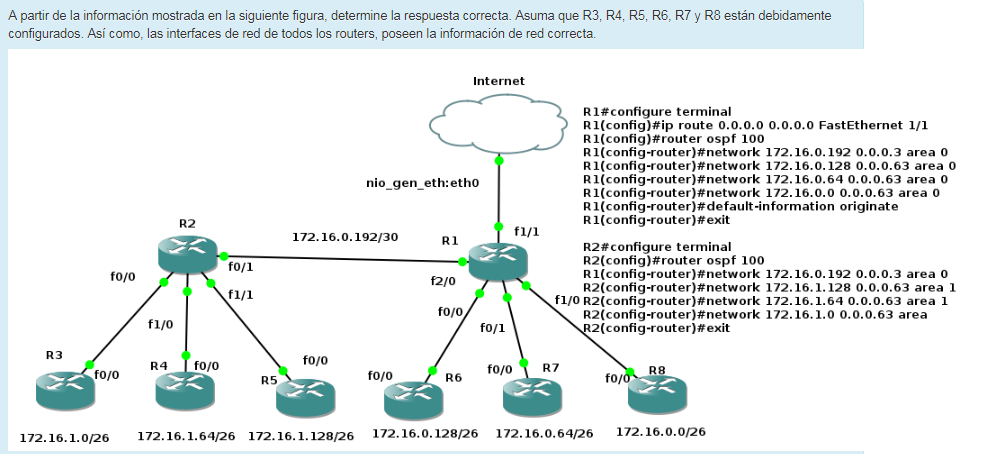 A partir de la información mostrada en la siguiente figura, determine la respuesta correcta. Asuma que R3, R4, R5, R6, R7 y R8 están debidamente
configurados. Así como, las interfaces de red de todos los routers, poseen la información de red correcta.
Internet
R1#configure terminal
R1(config)#ip route 0.0.0.0 0.0.0.0 FastEthernet 1/1
R1(config)#router ospf 100
R1(config-router)#network 172.16.0.192 0.0.0.3 area 0
R1(config-router)#network 172.16.0.128 0.0.0.63 area 0
R1(config-router)#network 172.16.0.64 0.0.0.63 area 0
R1(config-router)#network 172.16.0.0 0.0.0.63 area 0
R1(config-router)#default-information originate
R1(config-router)#exit
R2#configure terminal
R2(config)#router ospf 100
R1(config-router)#network 172.16.0.192 0.0.0.3 area 0
R2(config-router)#network 172.16.1.128 0.0.0.63 area 1
R2(config-router)#network 172.16.1.64 0.0.0.63 area 1
R2(config-router)#network 172.16.1.0 0.0.0.63 area
R2(config-router)#exit
nio_gen_eth:eth0
R2
172.16.0.192/30
R1
f1/1
f0/1
f0/0
f2/0
f1/1
f1/0
f0/0
f1/0
f0/1
R3
f0/0
R4
f0/0
R5
f0/0
f0/0
R6
f0/0
R7
f0/0
R8
172.16.1.0/26
172.16.1.64/26
172.16.1.128/26
172.16.0.128/26
172.16.0.64/26
172.16.0.0/26